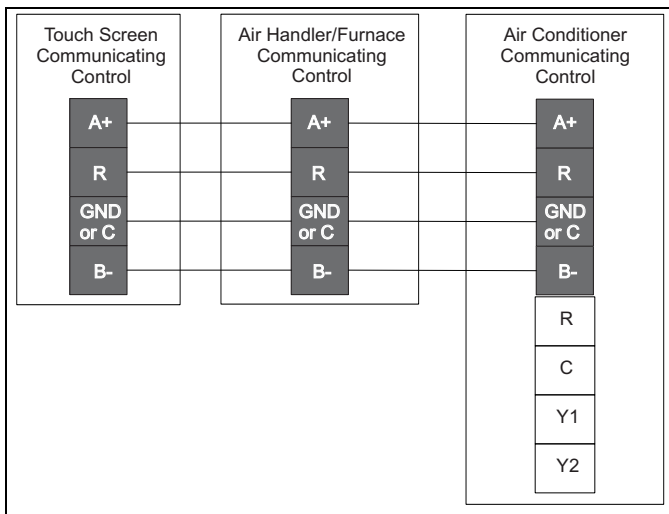 Touch Screen
Communicating
Control
A+
R
GND
or C
B-
Air Handler/Furnace
Communicating
Control
A+
R
GND
or C
B-
Air Conditioner
Communicating
Control
A+
R
GND
or C
B-
R
C
Y1
Y2